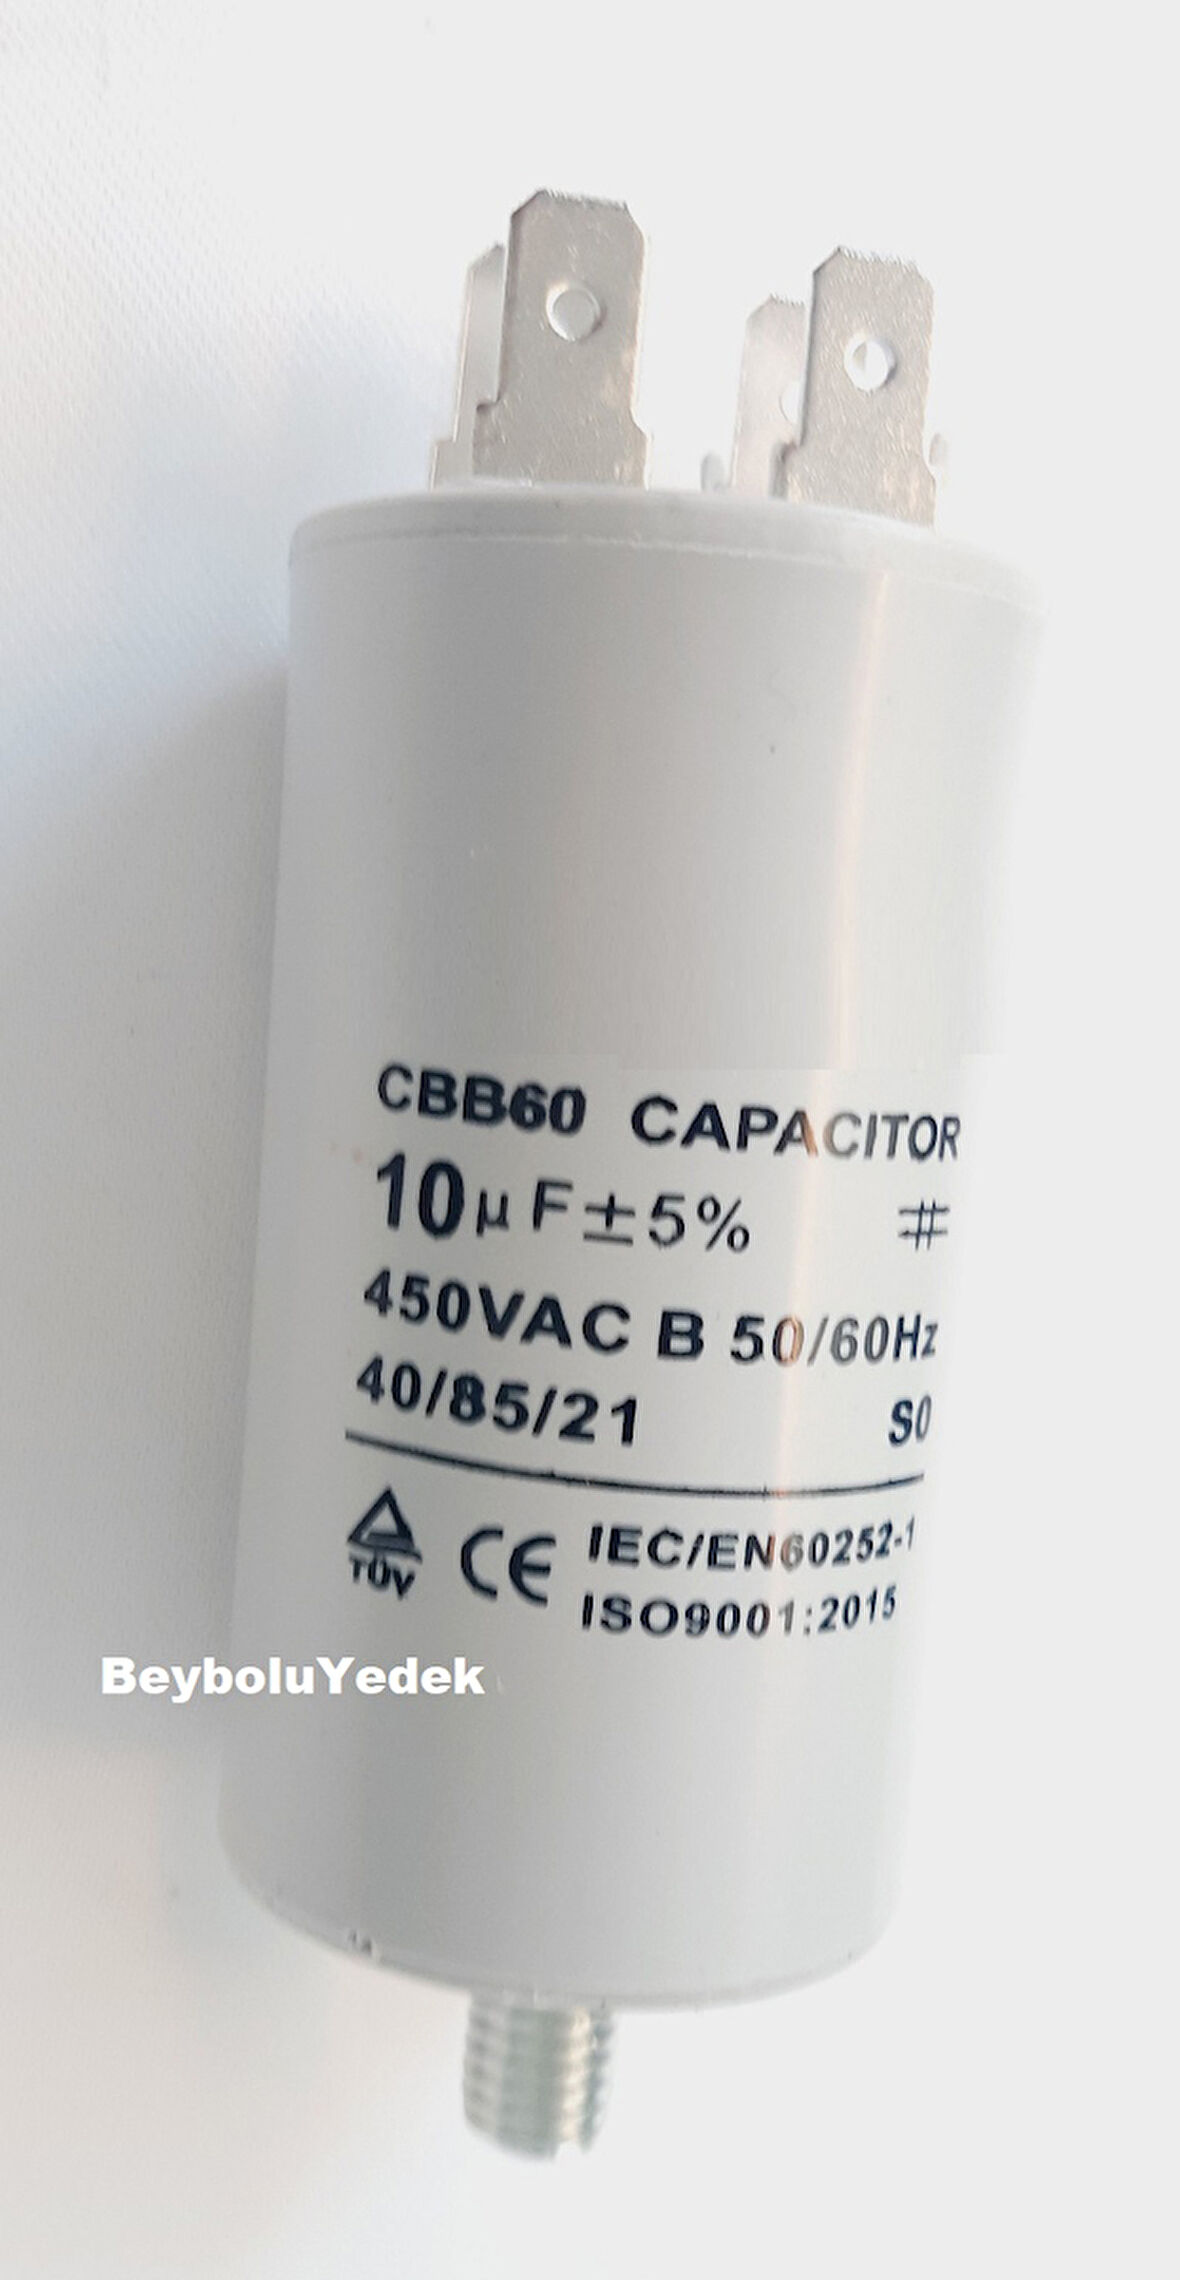 CBB60 CAPACITOR
10μF±5% #
450VAC B 50/60Hz
40/85/21 S0
TÜV CE IEC/EN60252-1
ISO9001:2015
BeyboluYedek